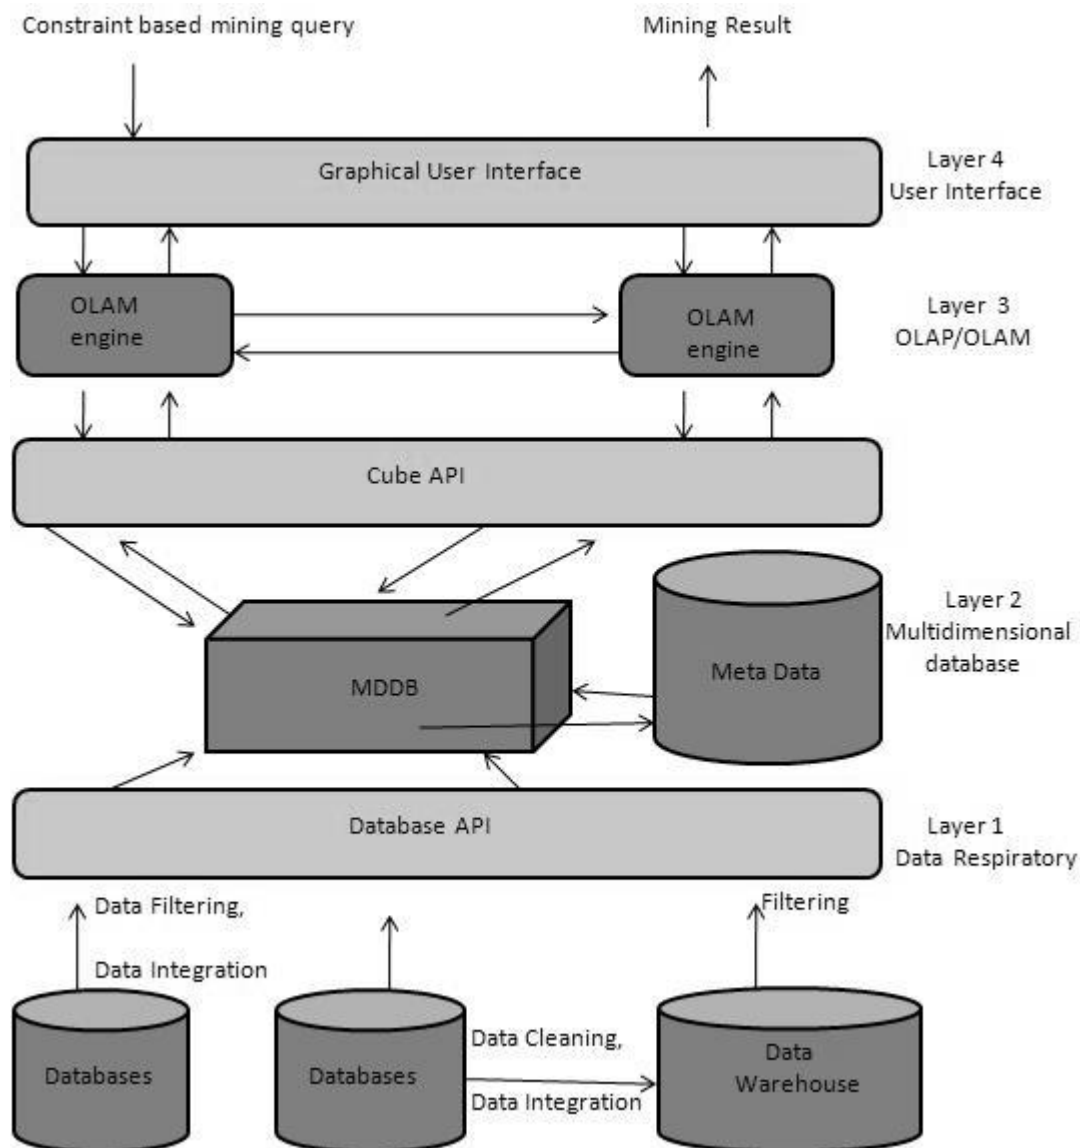 Constraint based mining query
Mining Result
Graphical User Interface
Layer 4
User Interface
OLAM
engine
OLAM
engine
Layer 3
OLAP/OLAM
Cube API
MDDB
Meta Data
Layer 2
Multidimensional
database
Database API
Layer 1
Data Respiratory
Data Filtering,
Filtering
Data Integration
Databases
Databases
Data Cleaning,
Data Integration
Data
Warehouse